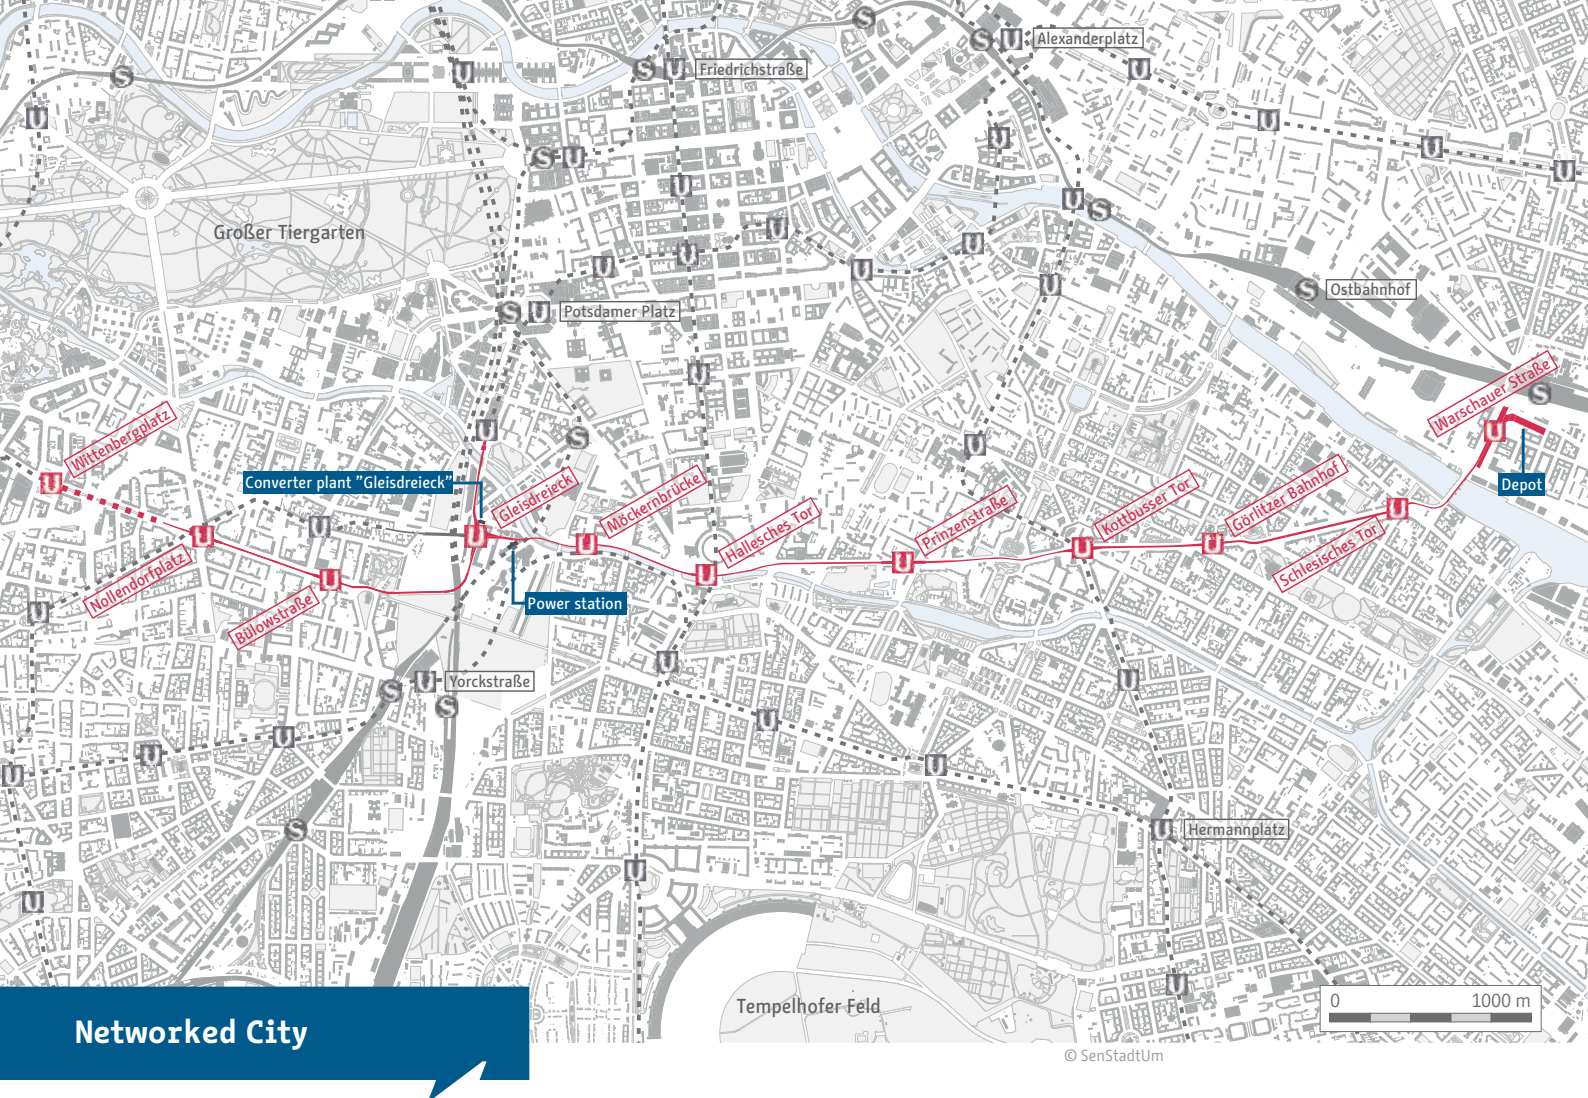 S
U
Alexanderplatz
S
U
Friedrichstraße
S
U
U
U
U
U
S
U
U
U
U
U
S
Großer Tiergarten
U
U
U
U
U
U
S
Ostbahnhof
S
U
Potsdamer Platz
U
Warschauer Straße
S
U
Wittenbergplatz
U
U
S
U
Converter plant ”Gleisdreieck”
Gleisdreieck
Möckernbrücke
Hallesches Tor
Prinzenstraße
Kottbusser Tor
Görlitzer Bahnhof
Depot
U
U
U
U
U
U
U
U
U
U
Schlesisches Tor
Nollendorfplatz
U
Bülowstraße
Power station
U
U
S
U
Yorckstraße
S
U
U
U
U
U
U
U
S
U
Hermannplatz
U
U
U
Tempelhofer Feld
0 1000 m
Networked City
© SenStadtUm